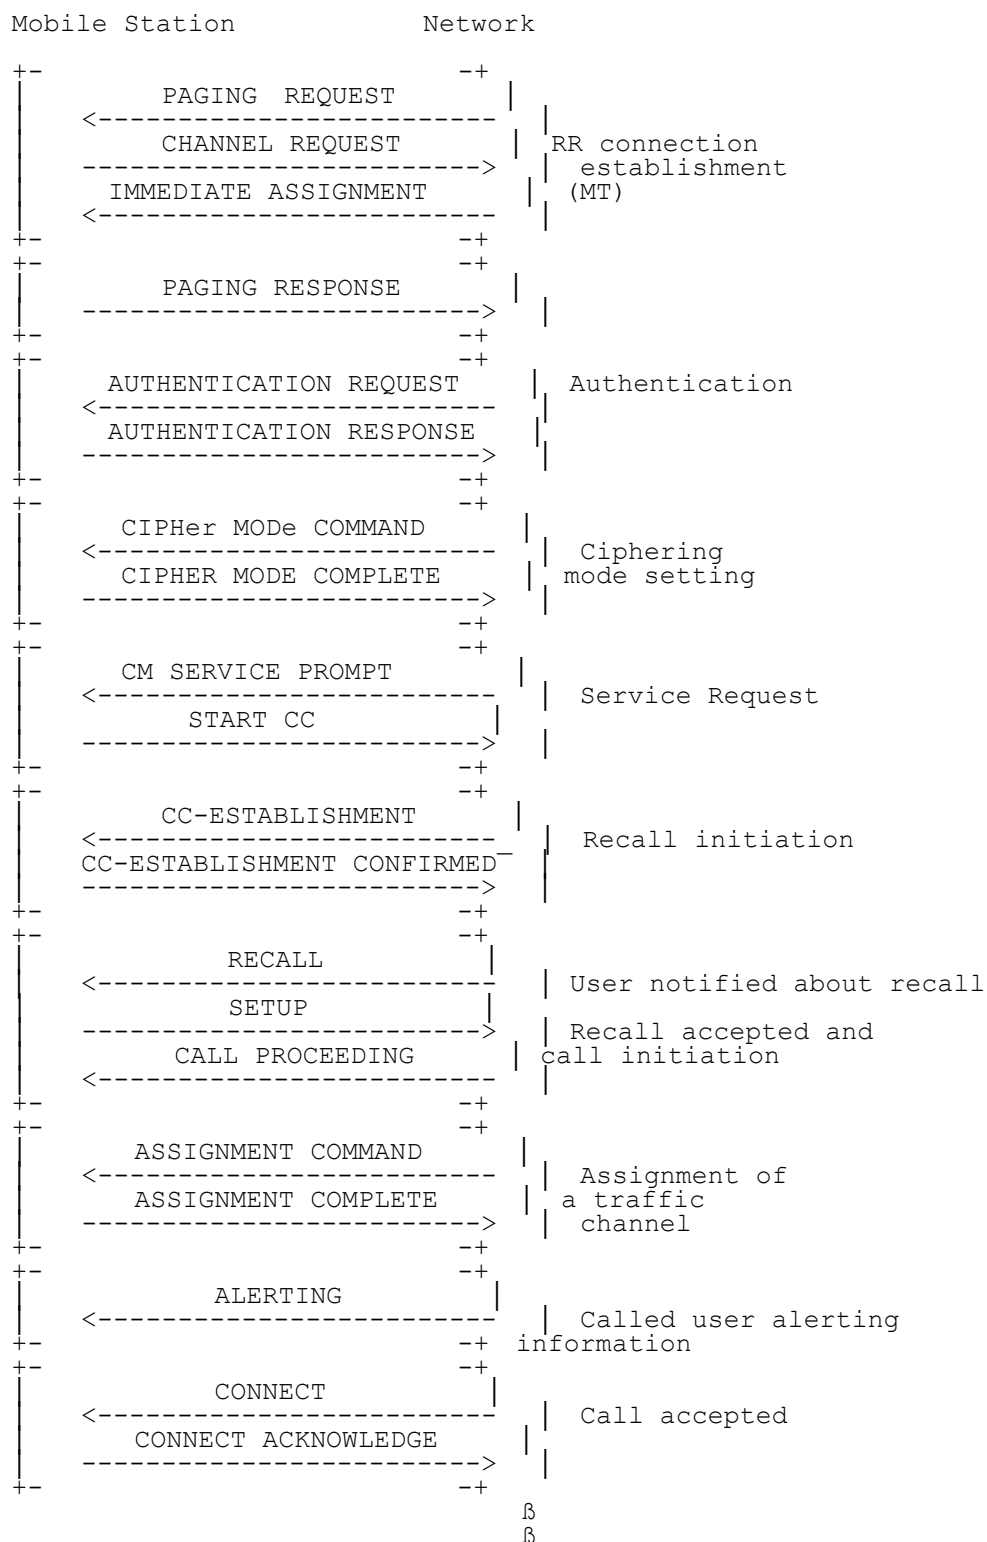 Mobile Station Network
+- -+
| PAGING REQUEST |
| <-------------------------- |
| CHANNEL REQUEST | RR connection
| --------------------------> | establishment
| IMMEDIATE ASSIGNMENT | (MT)
| <-------------------------- |
+- -+
+- -+
| PAGING RESPONSE |
| --------------------------> |
+- -+
+- -+
| AUTHENTICATION REQUEST | Authentication
| <-------------------------- |
| AUTHENTICATION RESPONSE |
| --------------------------> |
+- -+
+- -+
| CIPHer MODe COMMAND |
| <-------------------------- | Ciphering
| CIPHER MODE COMPLETE | mode setting
| --------------------------> |
+- -+
+- -+
| CM SERVICE PROMPT |
| <-------------------------- | Service Request
| START CC |
| --------------------------> |
+- -+
+- -+
| CC-ESTABLISHMENT |
| <-------------------------- | Recall initiation
| CC-ESTABLISHMENT CONFIRMED |
| --------------------------> |
+- -+
+- -+
| RECALL |
| <-------------------------- | User notified about recall
| SETUP |
| --------------------------> | Recall accepted and
| CALL PROCEEDING | call initiation
| <-------------------------- |
+- -+
+- -+
| ASSIGNMENT COMMAND |
| <-------------------------- | Assignment of
| ASSIGNMENT COMPLETE | a traffic
| --------------------------> | channel
+- -+
+- -+
| ALERTING |
| <-------------------------- | Called user alerting
+- -+ information
+- -+
| CONNECT |
| <-------------------------- | Call accepted
| CONNECT ACKNOWLEDGE |
| --------------------------> |
+- -+
ß
ß